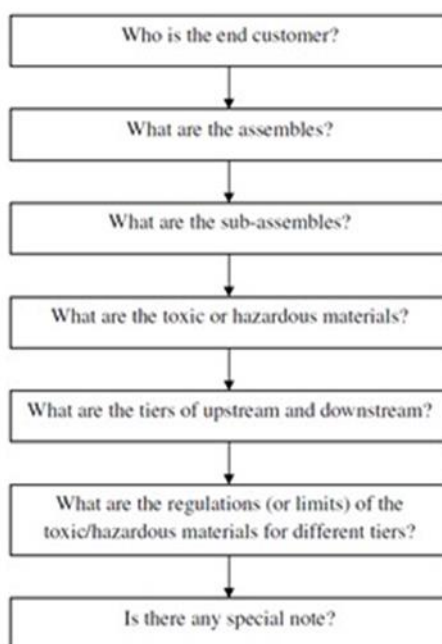 Who is the end customer?
What are the assembles?
What are the sub-assembles?
What are the toxic or hazardous materials?
What are the tiers of upstream and downstream?
What are the regulations (or limits) of the
toxic/hazardous materials for different tiers?
Is there any special note?